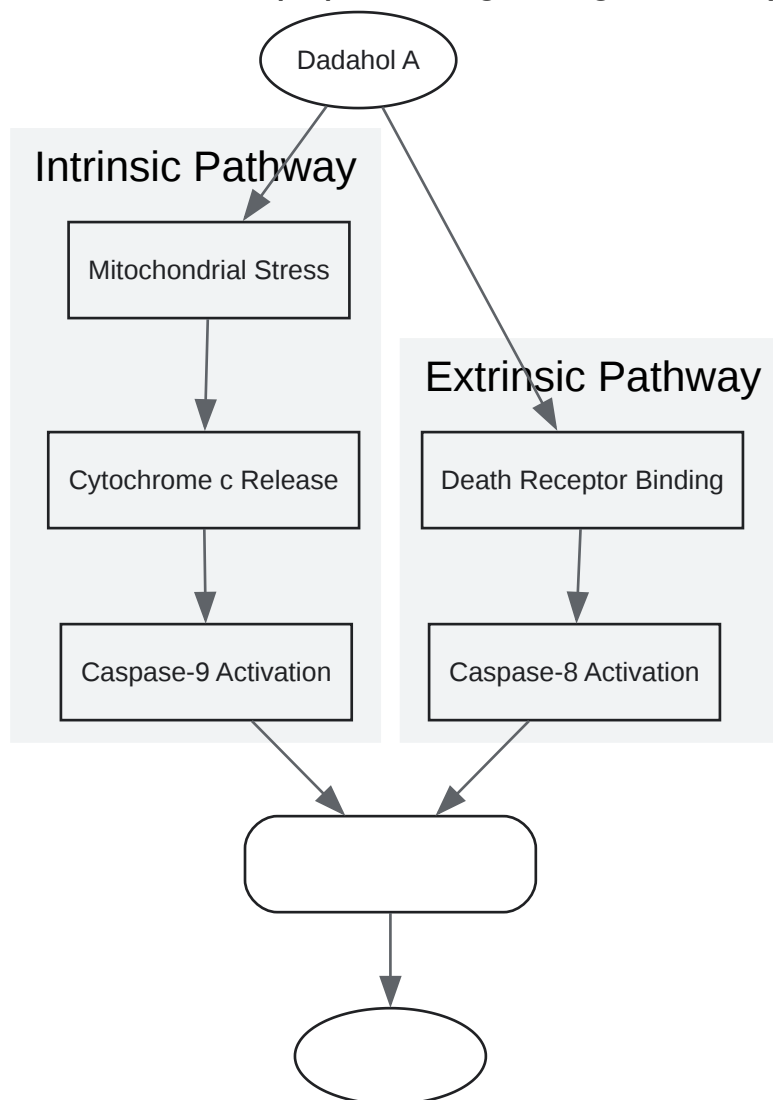 Dadahol A
Intrinsic Pathway
Mitochondrial Stress
Extrinsic Pathway
Cytochrome c Release
Death Receptor Binding
Caspase-9 Activation
Caspase-8 Activation